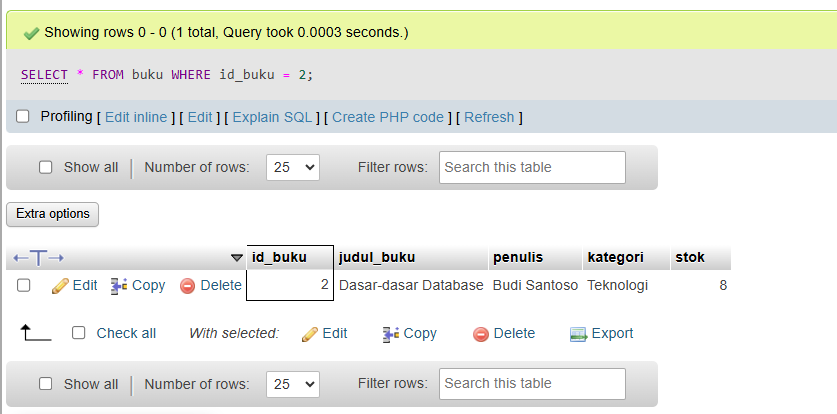 Showing rows 0 - 0 (1 total, Query took 0.0003 seconds.)
SELECT * FROM buku WHERE id_buku = 2;
Profiling [ Edit inline ] [ Edit ] [ Explain SQL ] [ Create PHP code ] [ Refresh ]
Show all Number of rows: 25 Filter rows: Search this table
Extra options
id_buku judul_buku penulis kategori stok
Edit Copy Delete 2 Dasar-dasar Database Budi Santoso Teknologi 8
Check all With selected: Edit Copy Delete Export
Show all Number of rows: 25 Filter rows: Search this table